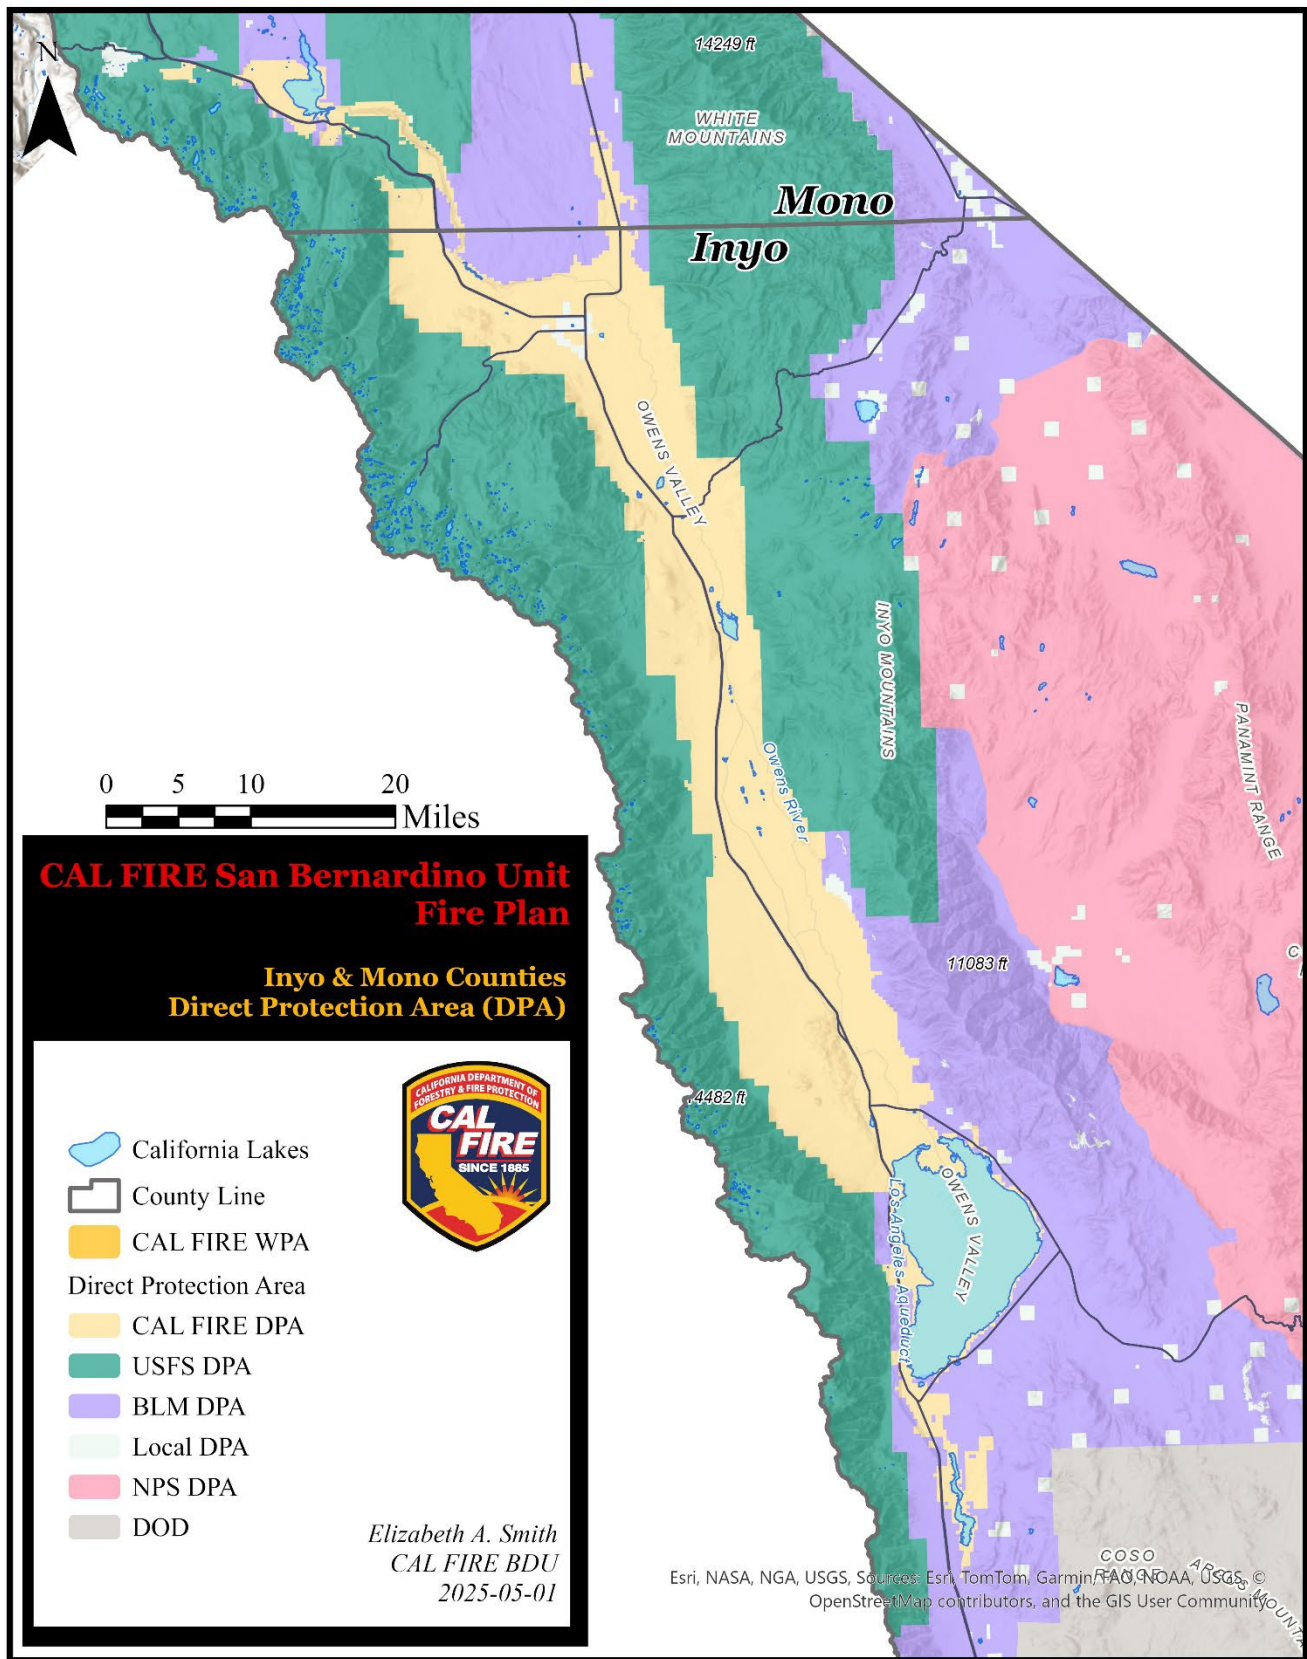 N
14249 ft
WHITE
MOUNTAINS
Mono
Inyo
OWENS VALLEY
INYO MOUNTAINS
PANAMINT RANGE
Owens River
0 5 10 20
Miles
CAL FIRE San Bernardino Unit
Fire Plan
Inyo & Mono Counties
Direct Protection Area (DPA)
11083 ft
4482 ft
CALIFORNIA DEPARTMENT OF
FORESTRY & FIRE PROTECTION
CAL
FIRE
SINCE 1885
California Lakes
County Line
CAL FIRE WPA
Direct Protection Area
CAL FIRE DPA
USFS DPA
BLM DPA
Local DPA
NPS DPA
DOD
Elizabeth A. Smith
CAL FIRE BDU
2025-05-01
OWENS VALLEY
Los Angeles Aqueduct
COSO
RANGE
Esri, NASA, NGA, USGS, Sources: Esri, TomTom, Garmin, FAO, NOAA, USGS, ©
OpenStreetMap contributors, and the GIS User Community